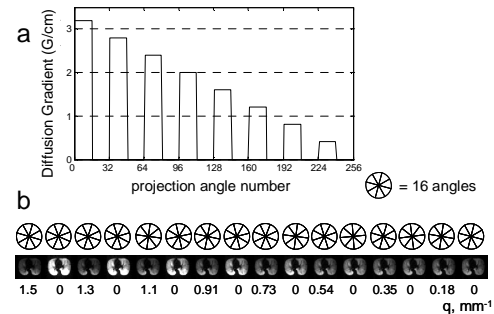 a
Diffusion Gradient (G/cm)
3
2
1
0
0 32 64 96 128 160 192 224 256
projection angle number
= 16 angles
b
1.5 0 1.3 0 1.1 0 0.91 0 0.73 0 0.54 0 0.35 0 0.18 0
q, mm⁻¹